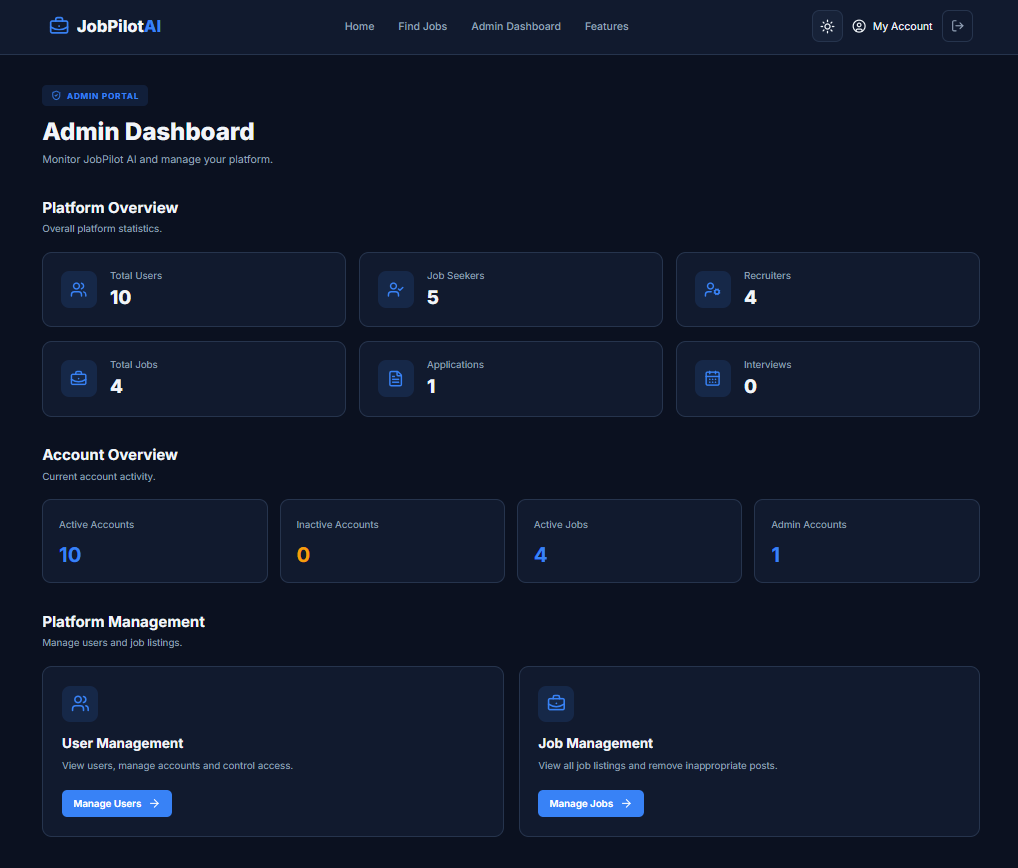 JobPilotAI
Home Find Jobs Admin Dashboard Features
My Account
ADMIN PORTAL
Admin Dashboard
Monitor JobPilot AI and manage your platform.
Platform Overview
Overall platform statistics.
Total Users
10
Job Seekers
5
Recruiters
4
Total Jobs
4
Applications
1
Interviews
0
Account Overview
Current account activity.
Active Accounts
10
Inactive Accounts
0
Active Jobs
4
Admin Accounts
1
Platform Management
Manage users and job listings.
User Management
View users, manage accounts and control access.
Manage Users
Job Management
View all job listings and remove inappropriate posts.
Manage Jobs